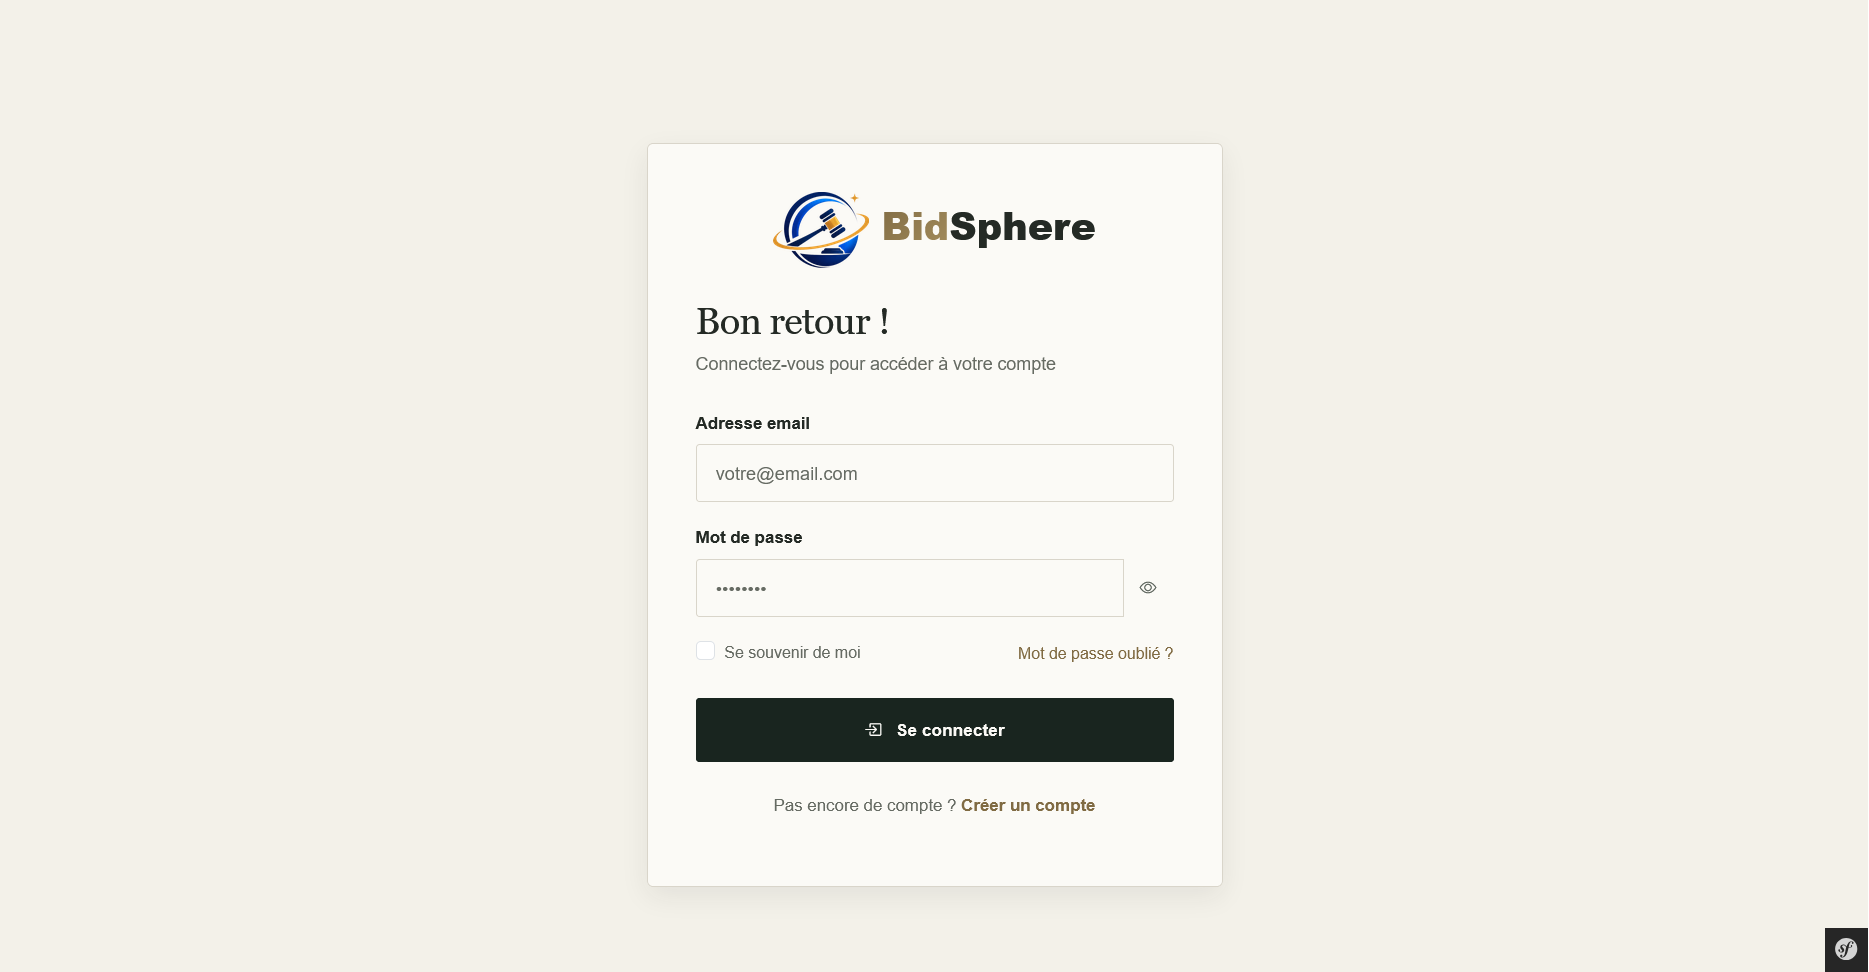 BidSphere
Bon retour !
Connectez-vous pour accéder à votre compte
Adresse email
votre@email.com
Mot de passe
••••••••
Se souvenir de moi
Mot de passe oublié ?
Se connecter
Pas encore de compte ? Créer un compte
sf